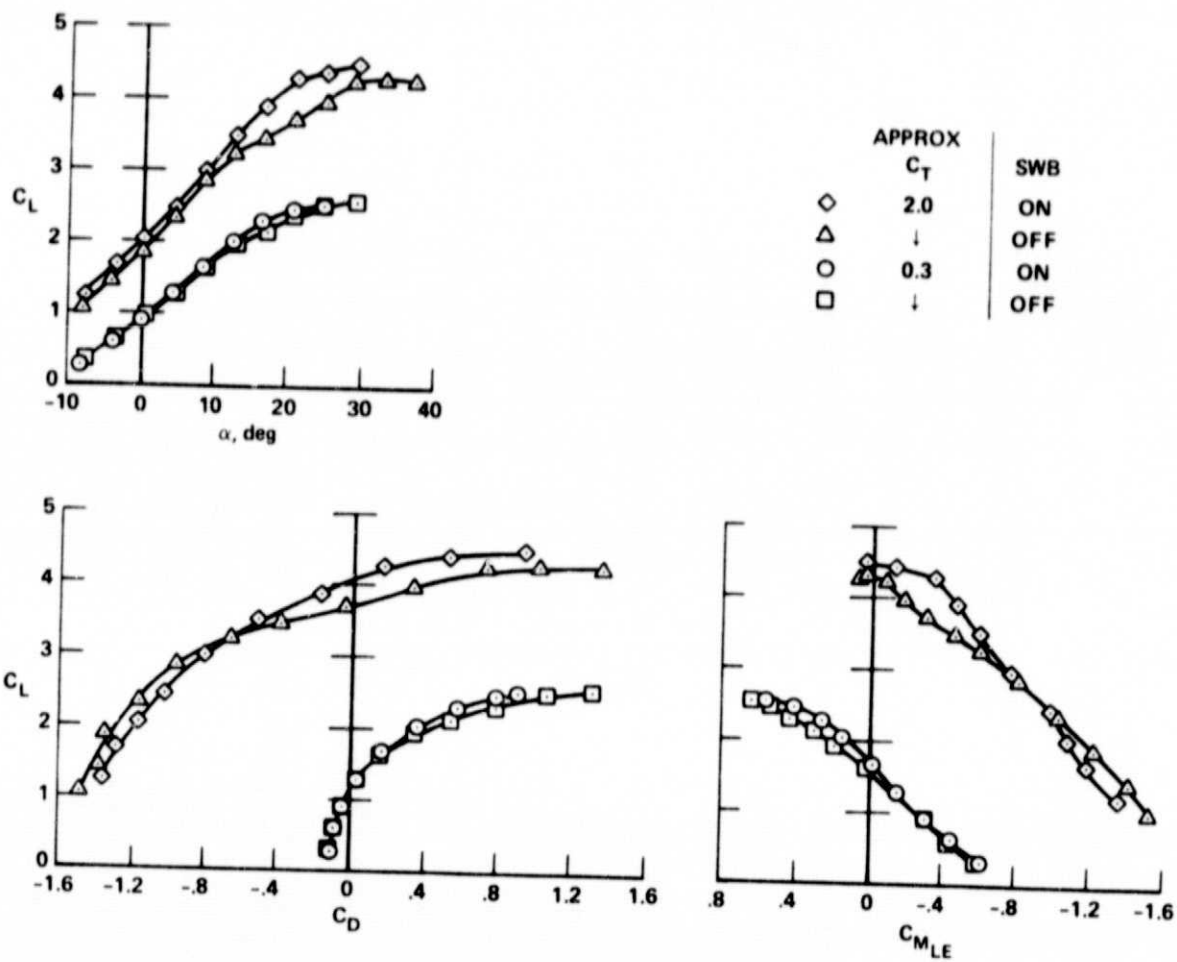 5
4
3
C_L
2
1
0
-10 0 10 20 30 40
α, deg
APPROX
C_T SWB
◇ 2.0 ON
△ ↓ OFF
○ 0.3 ON
□ ↓ OFF
5
4
3
C_L
2
1
0
-1.6 -1.2 -.8 -.4 0 .4 .8 1.2 1.6
C_D
.8 .4 0 -.4 -.8 -1.2 -1.6
C_M_LE